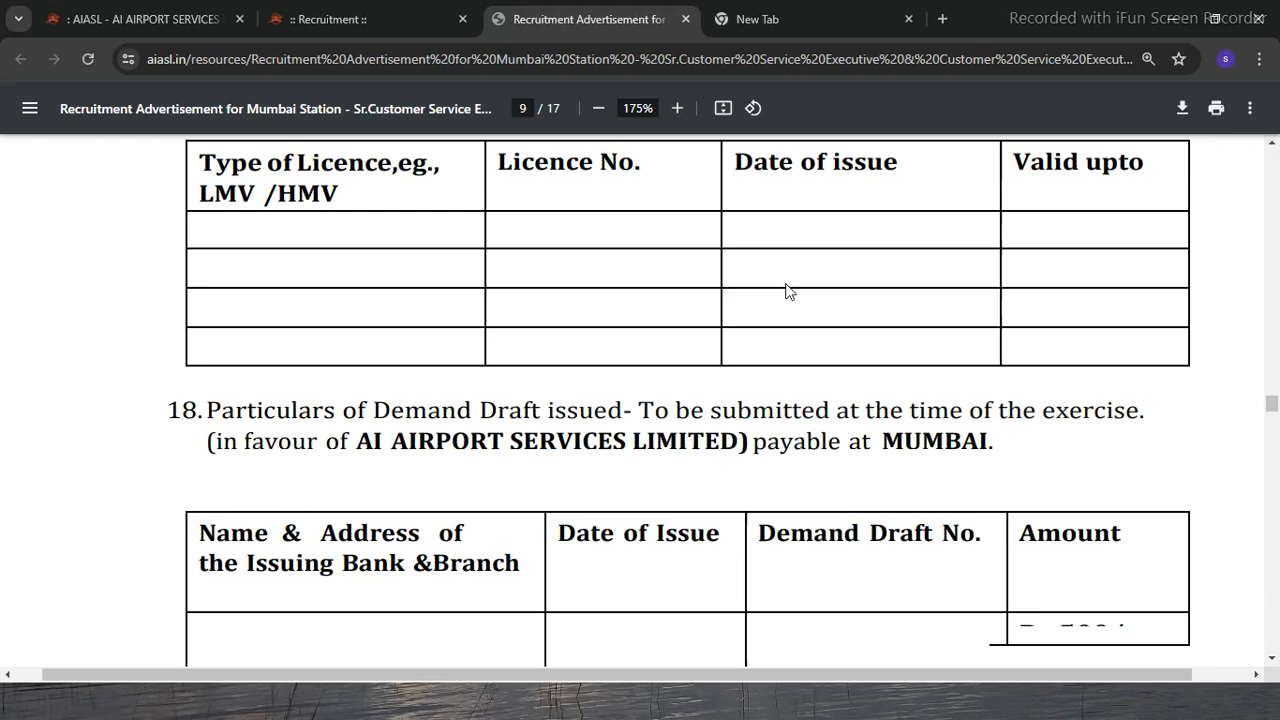 : AIASL - AI AIRPORT SERVICES
:: Recruitment ::
Recruitment Advertisement for
New Tab
Recorded with iFun Screen Recorder
aiasl.in/resources/Recruitment%20Advertisement%20for%20Mumbai%20Station%20-%20Sr.Customer%20Service%20Executive%20&%20Customer%20Service%20Execut...
S
Recruitment Advertisement for Mumbai Station - Sr.Customer Service E...
9 / 17
175%
Type of Licence,eg., LMV /HMV
Licence No.
Date of issue
Valid upto
18. Particulars of Demand Draft issued- To be submitted at the time of the exercise.
(in favour of AI AIRPORT SERVICES LIMITED) payable at MUMBAI.
Name & Address of the Issuing Bank &Branch
Date of Issue
Demand Draft No.
Amount